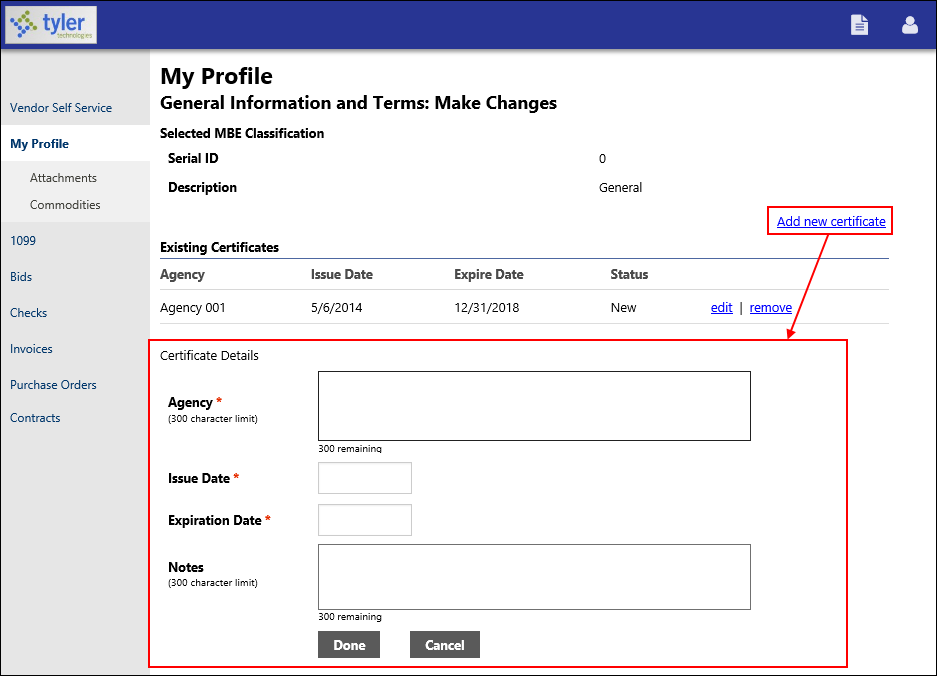 tyler
technologies
Vendor Self Service
My Profile
Attachments
Commodities
1099
Bids
Checks
Invoices
Purchase Orders
Contracts
My Profile
General Information and Terms: Make Changes
Selected MBE Classification
Serial ID 0
Description General
Add new certificate
Existing Certificates
Agency Issue Date Expire Date Status
Agency 001 5/6/2014 12/31/2018 New edit | remove
Certificate Details
Agency *
(300 character limit)
300 remaining
Issue Date *
Expiration Date *
Notes
(300 character limit)
300 remaining
Done Cancel